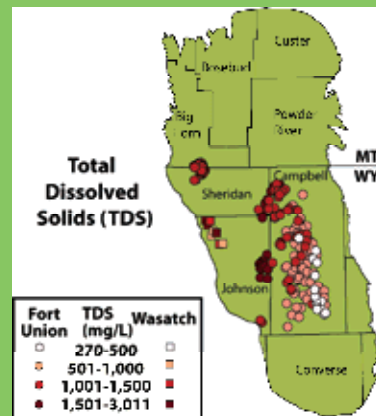 Custer
Rosebud
Big
Horn
Powder
River
MT
WY
Total
Dissolved
Solids (TDS)
Campbell
Sheridan
Johnson
Converse
Fort
Union
TDS
(mg/L)
Wasatch
270-500
501-1,000
1,001-1,500
1,501-3,011